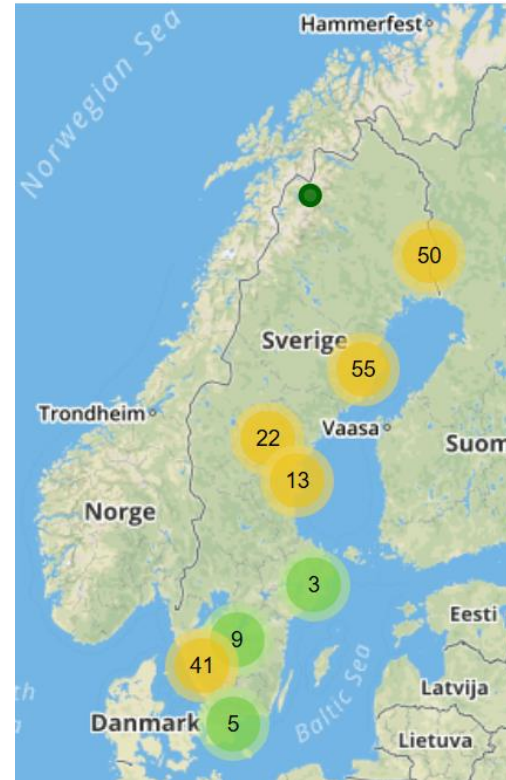 Hammerfest
Norwegian Sea
50
Sverige
55
Trondheim
22
Vaasa
Suom
13
Norge
3
Eesti
9
41
Baltic Sea
Latvija
th
Danmark
5
Lietuva